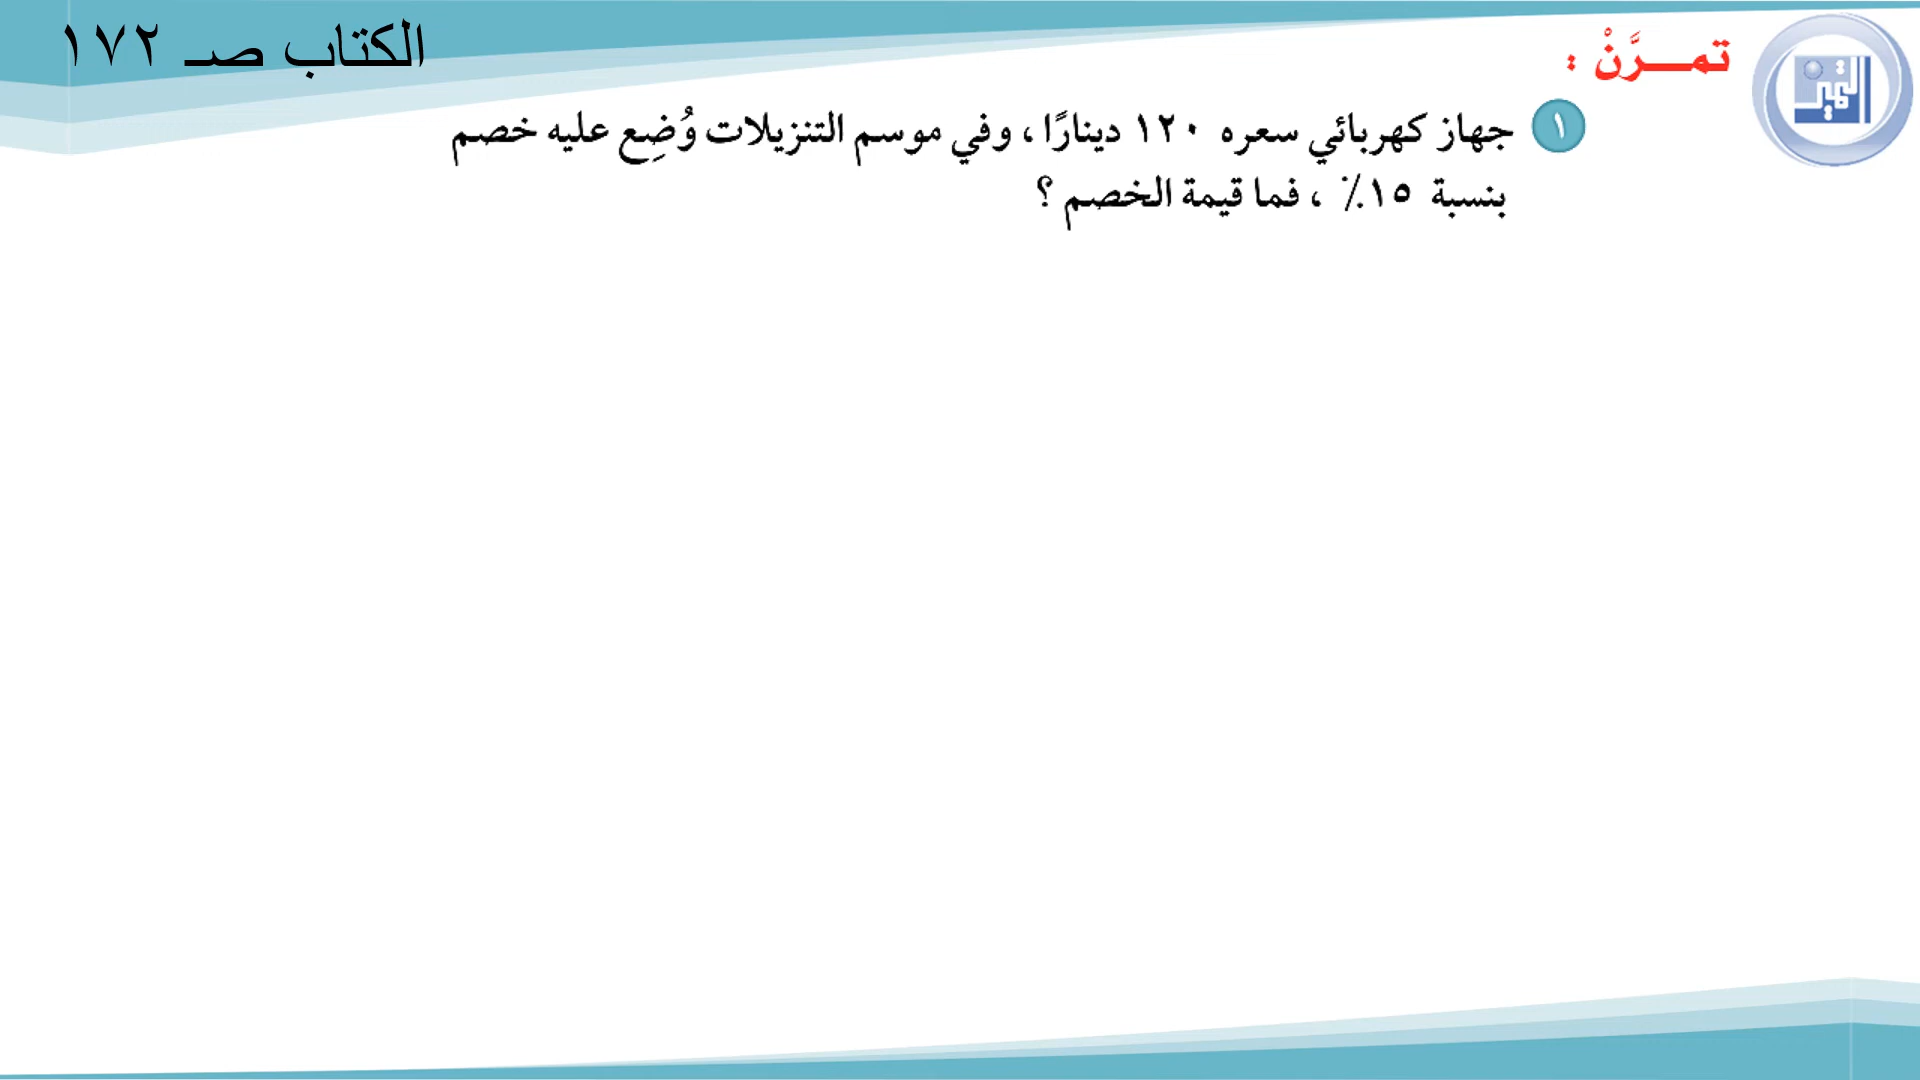 الكتاب صـ ١٧٢
تمـــرَّنْ :
التميز
١ جهاز كهربائي سعره ١٢٠ دينارًا ، وفي موسم التنزيلات وُضِع عليه خصم
بنسبة ١٥٪ ، فما قيمة الخصم ؟